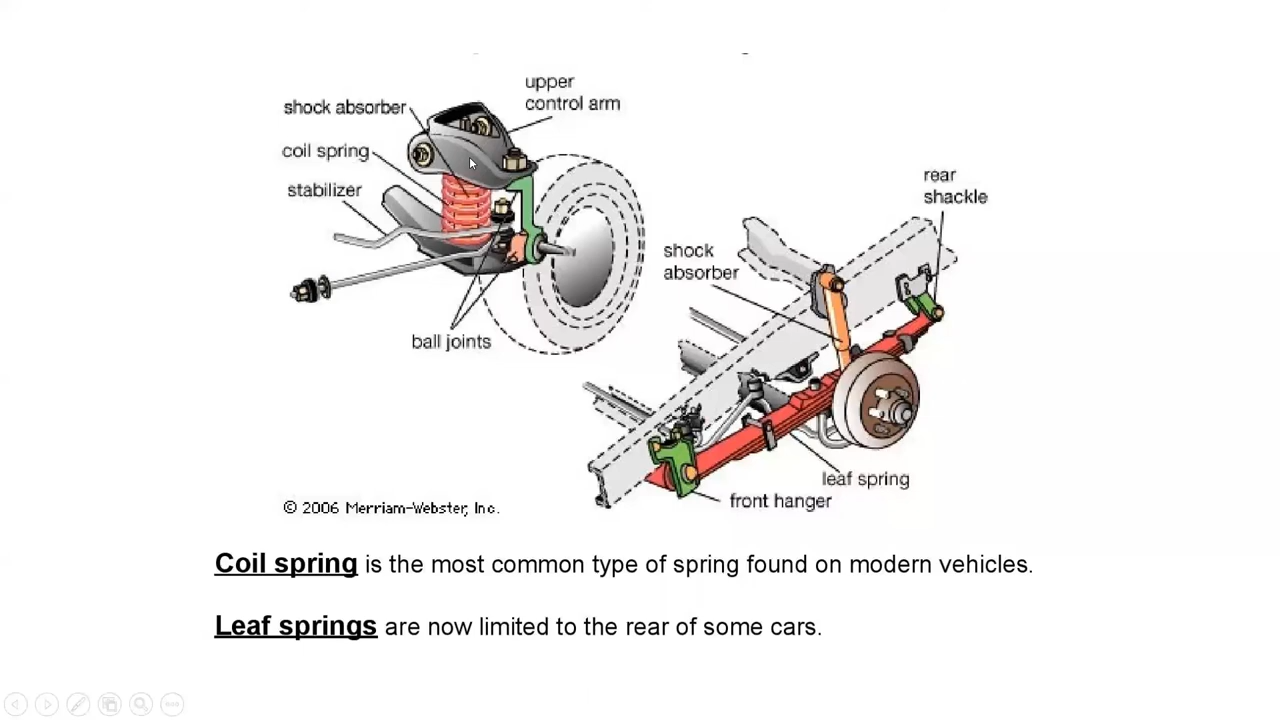 upper
control arm
shock absorber
coil spring
stabilizer
ball joints
rear
shackle
shock
absorber
leaf spring
front hanger
© 2006 Merriam-Webster, Inc.
Coil spring is the most common type of spring found on modern vehicles.
Leaf springs are now limited to the rear of some cars.